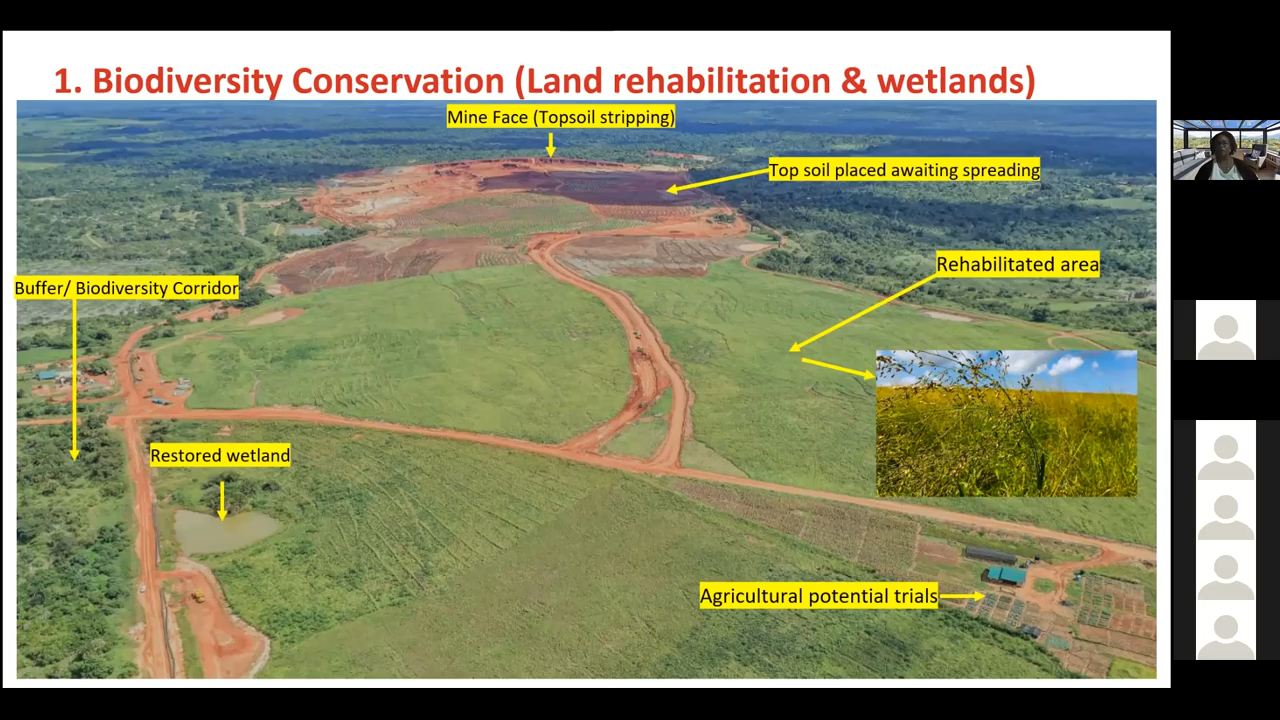 1. Biodiversity Conservation (Land rehabilitation & wetlands)
Mine Face (Topsoil stripping)
Top soil placed awaiting spreading
Rehabilitated area
Buffer/ Biodiversity Corridor
Restored wetland
Agricultural potential trials